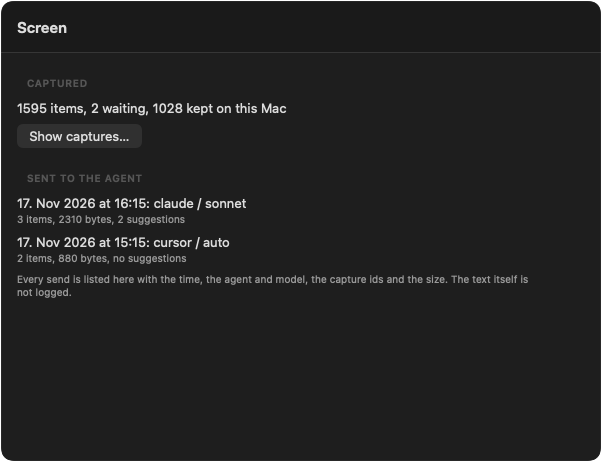 Screen
CAPTURED
1595 items, 2 waiting, 1028 kept on this Mac
Show captures...
SENT TO THE AGENT
17. Nov 2026 at 16:15: claude / sonnet
3 items, 2310 bytes, 2 suggestions
17. Nov 2026 at 15:15: cursor / auto
2 items, 880 bytes, no suggestions
Every send is listed here with the time, the agent and model, the capture ids and the size. The text itself is
not logged.